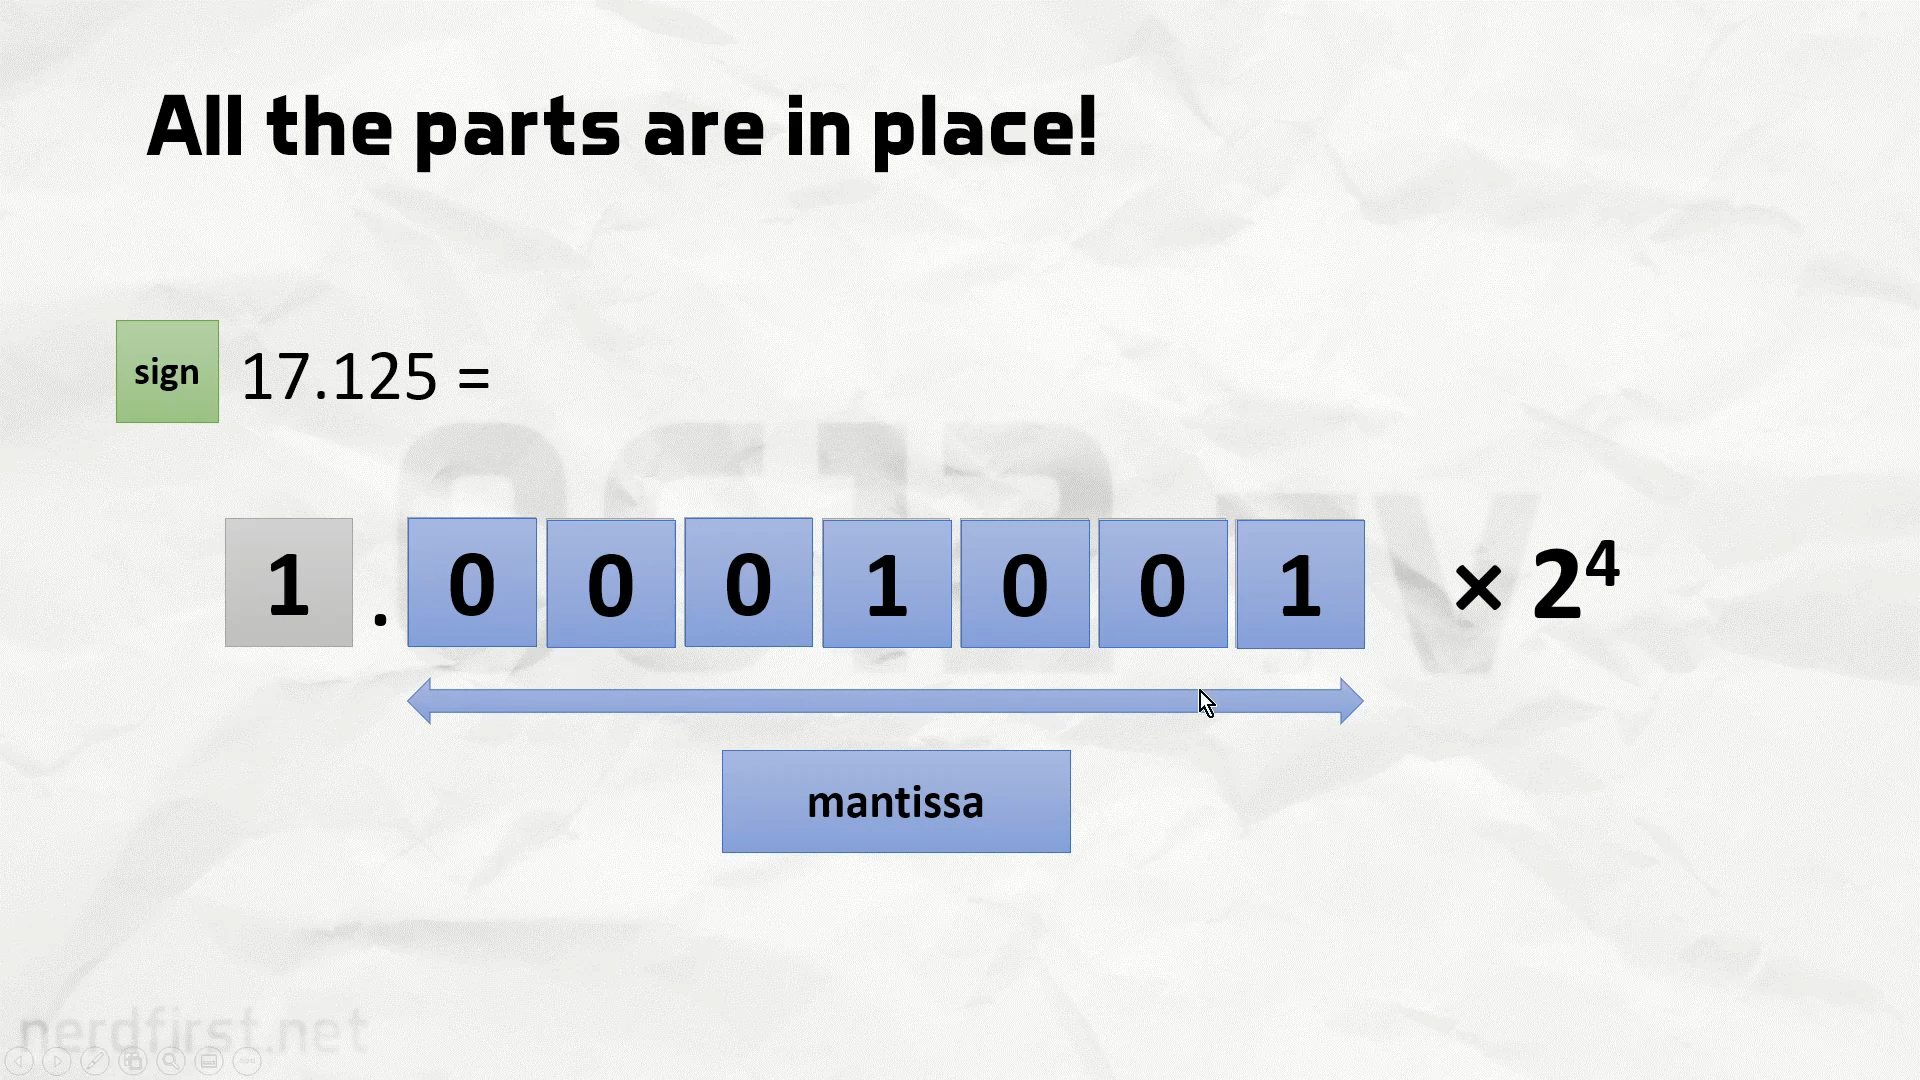 All the parts are in place!
sign 17.125 =
1 . 0 0 0 1 0 0 1 × 2⁴
mantissa
nerdfirst.net